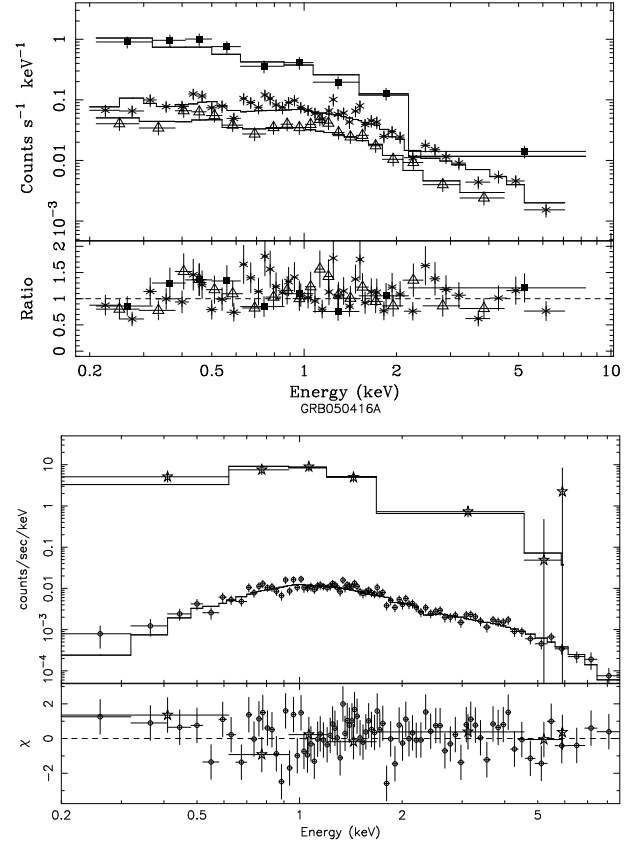 Counts s⁻¹ keV⁻¹
1
0.1
0.01
10⁻³
Ratio
2
1.5
1
0.5
0
0.2 0.5 1 2 5 10
Energy (keV)
GRB050416A
counts/sec/keV
10
1
0.1
0.01
10⁻³
10⁻⁴
χ
2
0
−2
0.2 0.5 1 2 5
Energy (keV)